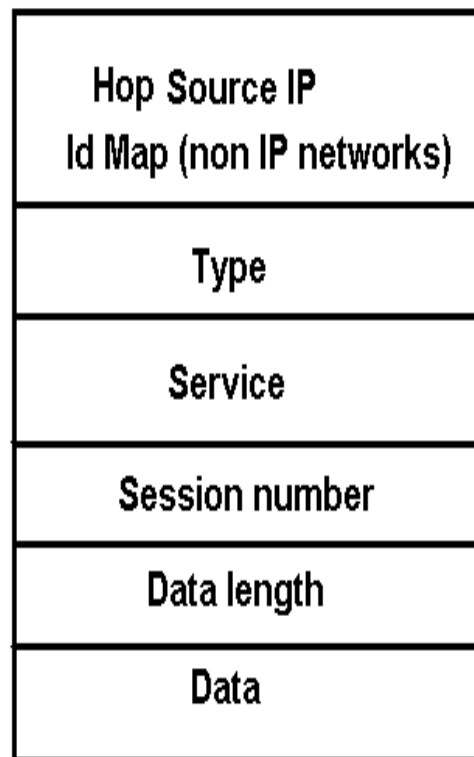 Hop Source IP
Id Map (non IP networks)
Type
Service
Session number
Data length
Data